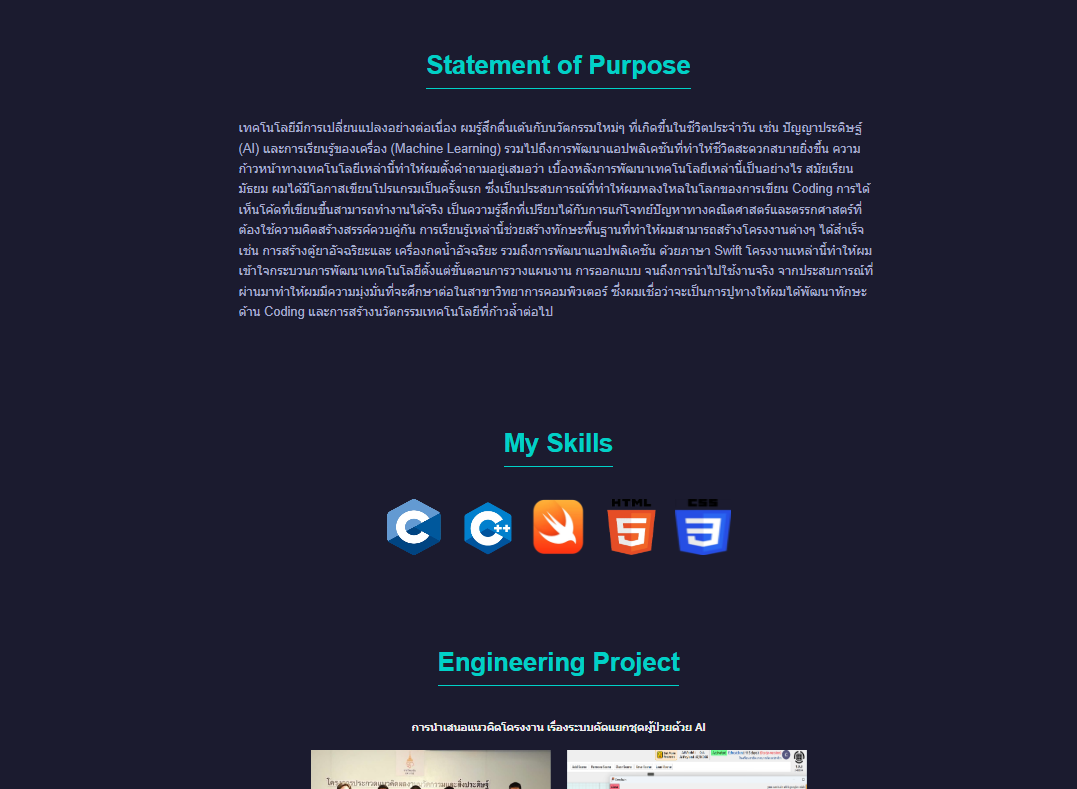 Statement of Purpose
เทคโนโลยีมีการเปลี่ยนแปลงอย่างต่อเนื่อง ผมรู้สึกตื่นเต้นกับนวัตกรรมใหม่ๆ ที่เกิดขึ้นในชีวิตประจำวัน เช่น ปัญญาประดิษฐ์
(AI) และการเรียนรู้ของเครื่อง (Machine Learning) รวมไปถึงการพัฒนาแอปพลิเคชันที่ทำให้ชีวิตสะดวกสบายยิ่งขึ้น ความ
ก้าวหน้าทางเทคโนโลยีเหล่านี้ทำให้ผมตั้งคำถามอยู่เสมอว่า เบื้องหลังการพัฒนาเทคโนโลยีเหล่านี้เป็นอย่างไร สมัยเรียน
มัธยม ผมได้มีโอกาสเขียนโปรแกรมเป็นครั้งแรก ซึ่งเป็นประสบการณ์ที่ทำให้ผมหลงใหลในโลกของการเขียน Coding การได้
เห็นโค้ดที่เขียนขึ้นสามารถทำงานได้จริง เป็นความรู้สึกที่เปรียบได้กับการแก้โจทย์ปัญหาทางคณิตศาสตร์และตรรกศาสตร์ที่
ต้องใช้ความคิดสร้างสรรค์ควบคู่กัน การเรียนรู้เหล่านี้ช่วยสร้างทักษะพื้นฐานที่ทำให้ผมสามารถสร้างโครงงานต่างๆ ได้สำเร็จ
เช่น การสร้างตู้ยาอัจฉริยะและ เครื่องกดน้ำอัจฉริยะ รวมถึงการพัฒนาแอปพลิเคชัน ด้วยภาษา Swift โครงงานเหล่านี้ทำให้ผม
เข้าใจกระบวนการพัฒนาเทคโนโลยีตั้งแต่ขั้นตอนการวางแผนงาน การออกแบบ จนถึงการนำไปใช้งานจริง จากประสบการณ์ที่
ผ่านมาทำให้ผมมีความมุ่งมั่นที่จะศึกษาต่อในสาขาวิทยาการคอมพิวเตอร์ ซึ่งผมเชื่อว่าจะเป็นการปูทางให้ผมได้พัฒนาทักษะ
ด้าน Coding และการสร้างนวัตกรรมเทคโนโลยีที่ก้าวล้ำต่อไป
My Skills
C C++ HTML 5 CSS 3
Engineering Project
การนำเสนอแนวคิดโครงงาน เรื่องระบบคัดแยกชุดผู้ป่วยด้วย AI